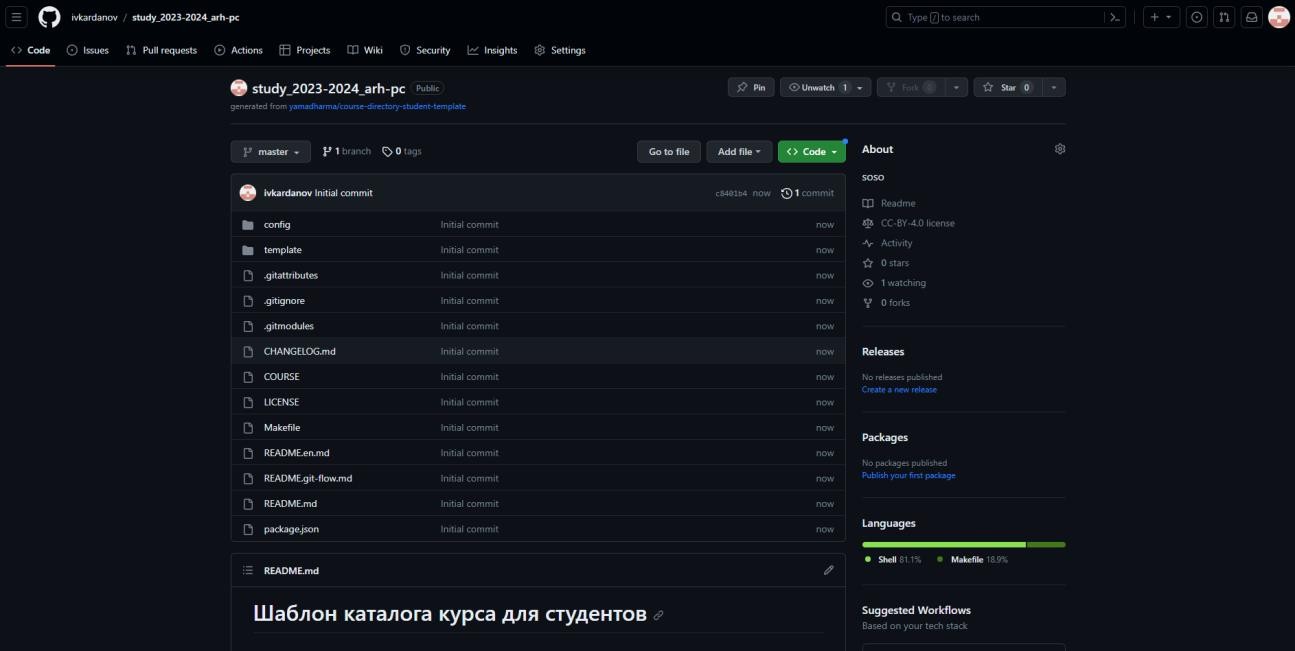 ivkardanov / study_2023-2024_arh-pc
Type / to search
Code Issues Pull requests Actions Projects Wiki Security Insights Settings
study_2023-2024_arh-pc Public
Pin Unwatch 1 Fork 0 Star 0
generated from yamadharma/course-directory-student-template
master 1 branch 0 tags
Go to file Add file Code
ivkardanov Initial commit c8401b4 now 1 commit
config Initial commit now
template Initial commit now
.gitattributes Initial commit now
.gitignore Initial commit now
.gitmodules Initial commit now
CHANGELOG.md Initial commit now
COURSE Initial commit now
LICENSE Initial commit now
Makefile Initial commit now
README.en.md Initial commit now
README.git-flow.md Initial commit now
README.md Initial commit now
package.json Initial commit now
README.md
Шаблон каталога курса для студентов
About
soso
Readme
CC-BY-4.0 license
Activity
0 stars
1 watching
0 forks
Releases
No releases published
Create a new release
Packages
No packages published
Publish your first package
Languages
Shell 81.1% Makefile 18.9%
Suggested Workflows
Based on your tech stack